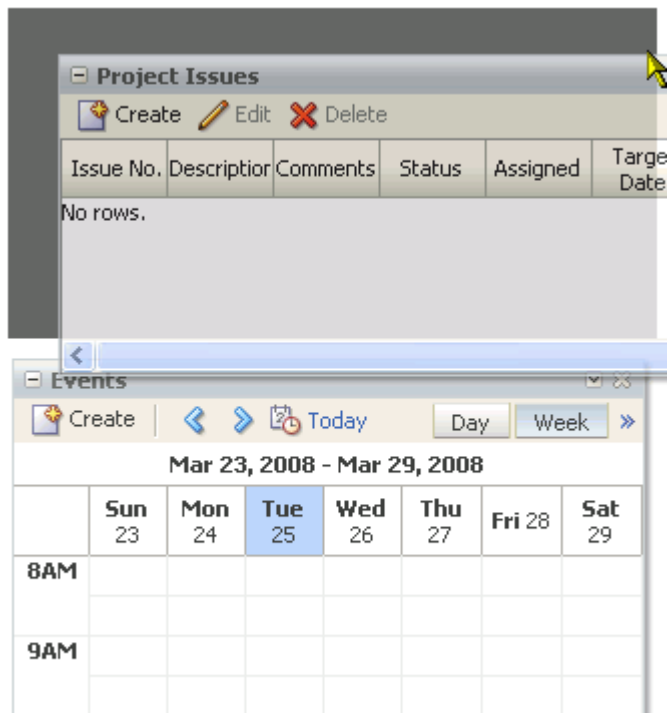 Project Issues
Create Edit Delete
Issue No. Description Comments Status Assigned Targe
Date
No rows.
Events
Create Today Day Week »
Mar 23, 2008 - Mar 29, 2008
Sun Mon Tue Wed Thu Fri 28 Sat
23 24 25 26 27 29
8AM
9AM